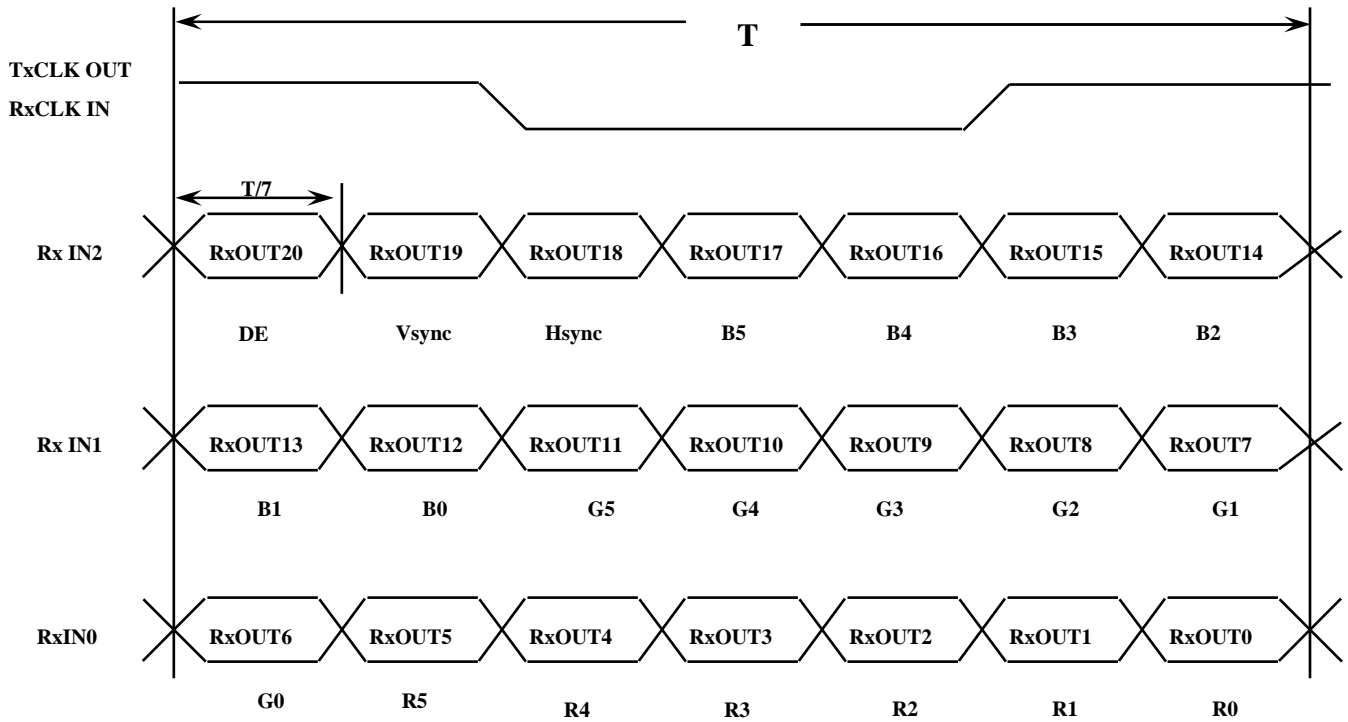 T
TxCLK OUT
RxCLK IN
T/7
Rx IN2 RxOUT20 RxOUT19 RxOUT18 RxOUT17 RxOUT16 RxOUT15 RxOUT14
DE Vsync Hsync B5 B4 B3 B2
Rx IN1 RxOUT13 RxOUT12 RxOUT11 RxOUT10 RxOUT9 RxOUT8 RxOUT7
B1 B0 G5 G4 G3 G2 G1
RxIN0 RxOUT6 RxOUT5 RxOUT4 RxOUT3 RxOUT2 RxOUT1 RxOUT0
G0 R5 R4 R3 R2 R1 R0